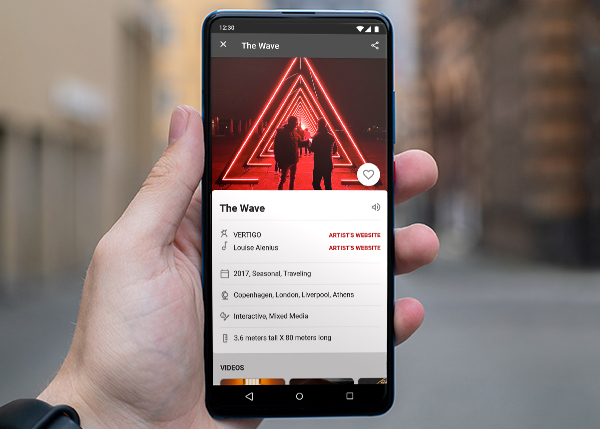 12:30
The Wave
The Wave
VERTIGO ARTIST'S WEBSITE
Louise Alenius ARTIST'S WEBSITE
2017, Seasonal, Traveling
Copenhagen, London, Liverpool, Athens
Interactive, Mixed Media
3.6 meters tall X 80 meters long
VIDEOS